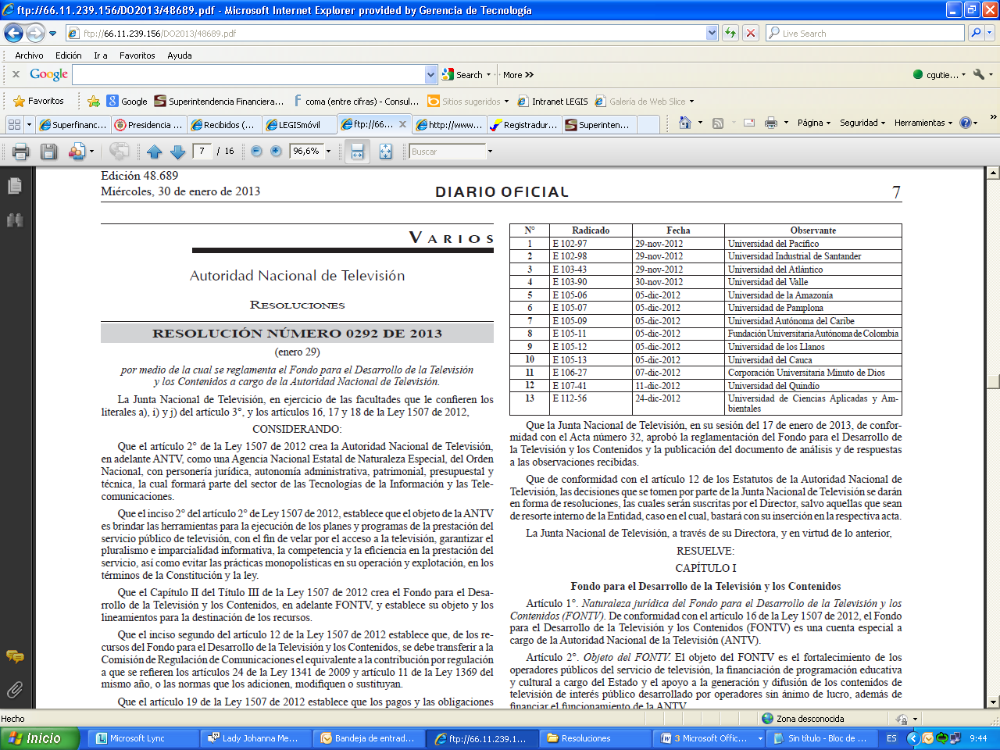 ftp://66.11.239.156/DO2013/48689.pdf - Microsoft Internet Explorer provided by Gerencia de Tecnología
ftp://66.11.239.156/DO2013/48689.pdf
Live Search
Archivo Edición Ir a Favoritos Ayuda
Google Search More » cgutie...
Favoritos Google Superintendencia Financiera... coma (entre cifras) - Consul... Sitios sugeridos Intranet LEGIS Galería de Web Slice
Superfinanc... Presidencia ... Recibidos (... LEGISmóvil ftp://66... http://www... Registradur... Superinten... Página Seguridad Herramientas
7 / 16 96,6% Buscar
Edición 48.689
Miércoles, 30 de enero de 2013
DIARIO OFICIAL
7
VARIOS
Autoridad Nacional de Televisión
RESOLUCIONES
RESOLUCIÓN NÚMERO 0292 DE 2013
(enero 29)
por medio de la cual se reglamenta el Fondo para el Desarrollo de la Televisión
y los Contenidos a cargo de la Autoridad Nacional de Televisión.
La Junta Nacional de Televisión, en ejercicio de las facultades que le confieren los
literales a), i) y j) del artículo 3°, y los artículos 16, 17 y 18 de la Ley 1507 de 2012,
CONSIDERANDO:
Que el artículo 2° de la Ley 1507 de 2012 crea la Autoridad Nacional de Televisión,
en adelante ANTV, como una Agencia Nacional Estatal de Naturaleza Especial, del Orden
Nacional, con personería jurídica, autonomía administrativa, patrimonial, presupuestal y
técnica, la cual formará parte del sector de las Tecnologías de la Información y las Tele-
comunicaciones.
Que el inciso 2° del artículo 2° de Ley 1507 de 2012, establece que el objeto de la ANTV
es brindar las herramientas para la ejecución de los planes y programas de la prestación del
servicio público de televisión, con el fin de velar por el acceso a la televisión, garantizar el
pluralismo e imparcialidad informativa, la competencia y la eficiencia en la prestación del
servicio, así como evitar las prácticas monopolísticas en su operación y explotación, en los
términos de la Constitución y la ley.
Que el Capítulo II del Título III de la Ley 1507 de 2012 crea el Fondo para el Desa-
rrollo de la Televisión y los Contenidos, en adelante FONTV, y establece su objeto y los
lineamientos para la destinación de los recursos.
Que el inciso segundo del artículo 12 de la Ley 1507 de 2012 establece que, de los re-
cursos del Fondo para el Desarrollo de la Televisión y los Contenidos, se debe transferir a la
Comisión de Regulación de Comunicaciones el equivalente a la contribución por regulación
a que se refieren los artículos 24 de la Ley 1341 de 2009 y artículo 11 de la Ley 1369 del
mismo año, o las normas que los adicionen, modifiquen o sustituyan.
Que el artículo 19 de la Ley 1507 de 2012 establece que los pagos y las obligaciones
N° Radicado Fecha Observante
1 E 102-97 29-nov-2012 Universidad del Pacífico
2 E 102-98 29-nov-2012 Universidad Industrial de Santander
3 E 103-43 29-nov-2012 Universidad del Atlántico
4 E 103-90 30-nov-2012 Universidad del Valle
5 E 105-06 05-dic-2012 Universidad de la Amazonia
6 E 105-07 05-dic-2012 Universidad de Pamplona
7 E 105-09 05-dic-2012 Universidad Autónoma del Caribe
8 E 105-11 05-dic-2012 Fundación Universitaria Autónoma de Colombia
9 E 105-12 05-dic-2012 Universidad de los Llanos
10 E 105-13 05-dic-2012 Universidad del Cauca
11 E 106-27 07-dic-2012 Corporación Universitaria Minuto de Dios
12 E 107-41 11-dic-2012 Universidad del Quindío
13 E 112-56 24-dic-2012 Universidad de Ciencias Aplicadas y Am-
bientales
Que la Junta Nacional de Televisión, en su sesión del 17 de enero de 2013, de confor-
midad con el Acta número 32, aprobó la reglamentación del Fondo para el Desarrollo de
la Televisión y los Contenidos y la publicación del documento de análisis y de respuestas
a las observaciones recibidas.
Que de conformidad con el artículo 12 de los Estatutos de la Autoridad Nacional de
Televisión, las decisiones que se tomen por parte de la Junta Nacional de Televisión se darán
en forma de resoluciones, las cuales serán suscritas por el Director, salvo aquellas que sean
de resorte interno de la Entidad, caso en el cual, bastará con su inserción en la respectiva acta.
La Junta Nacional de Televisión, a través de su Directora, y en virtud de lo anterior,
RESUELVE:
CAPÍTULO I
Fondo para el Desarrollo de la Televisión y los Contenidos
Artículo 1°. Naturaleza jurídica del Fondo para el Desarrollo de la Televisión y los
Contenidos (FONTV). De conformidad con el artículo 16 de la Ley 1507 de 2012, el Fondo
para el Desarrollo de la Televisión y los Contenidos (FONTV) es una cuenta especial a
cargo de la Autoridad Nacional de la Televisión (ANTV).
Artículo 2°. Objeto del FONTV. El objeto del FONTV es el fortalecimiento de los
operadores públicos del servicio de televisión, la financiación de programación educativa
y cultural a cargo del Estado y el apoyo a la generación y difusión de los contenidos de
televisión de interés público desarrollado por operadores sin ánimo de lucro, además de
financiar el funcionamiento de la ANTV.
Hecho Zona desconocida
Inicio Microsoft Lync Lady Johanna Me... Bandeja de entrad... ftp://66.11.239.1... Resoluciones 3 Microsoft Offic... Sin título - Bloc de ... ES 9:44